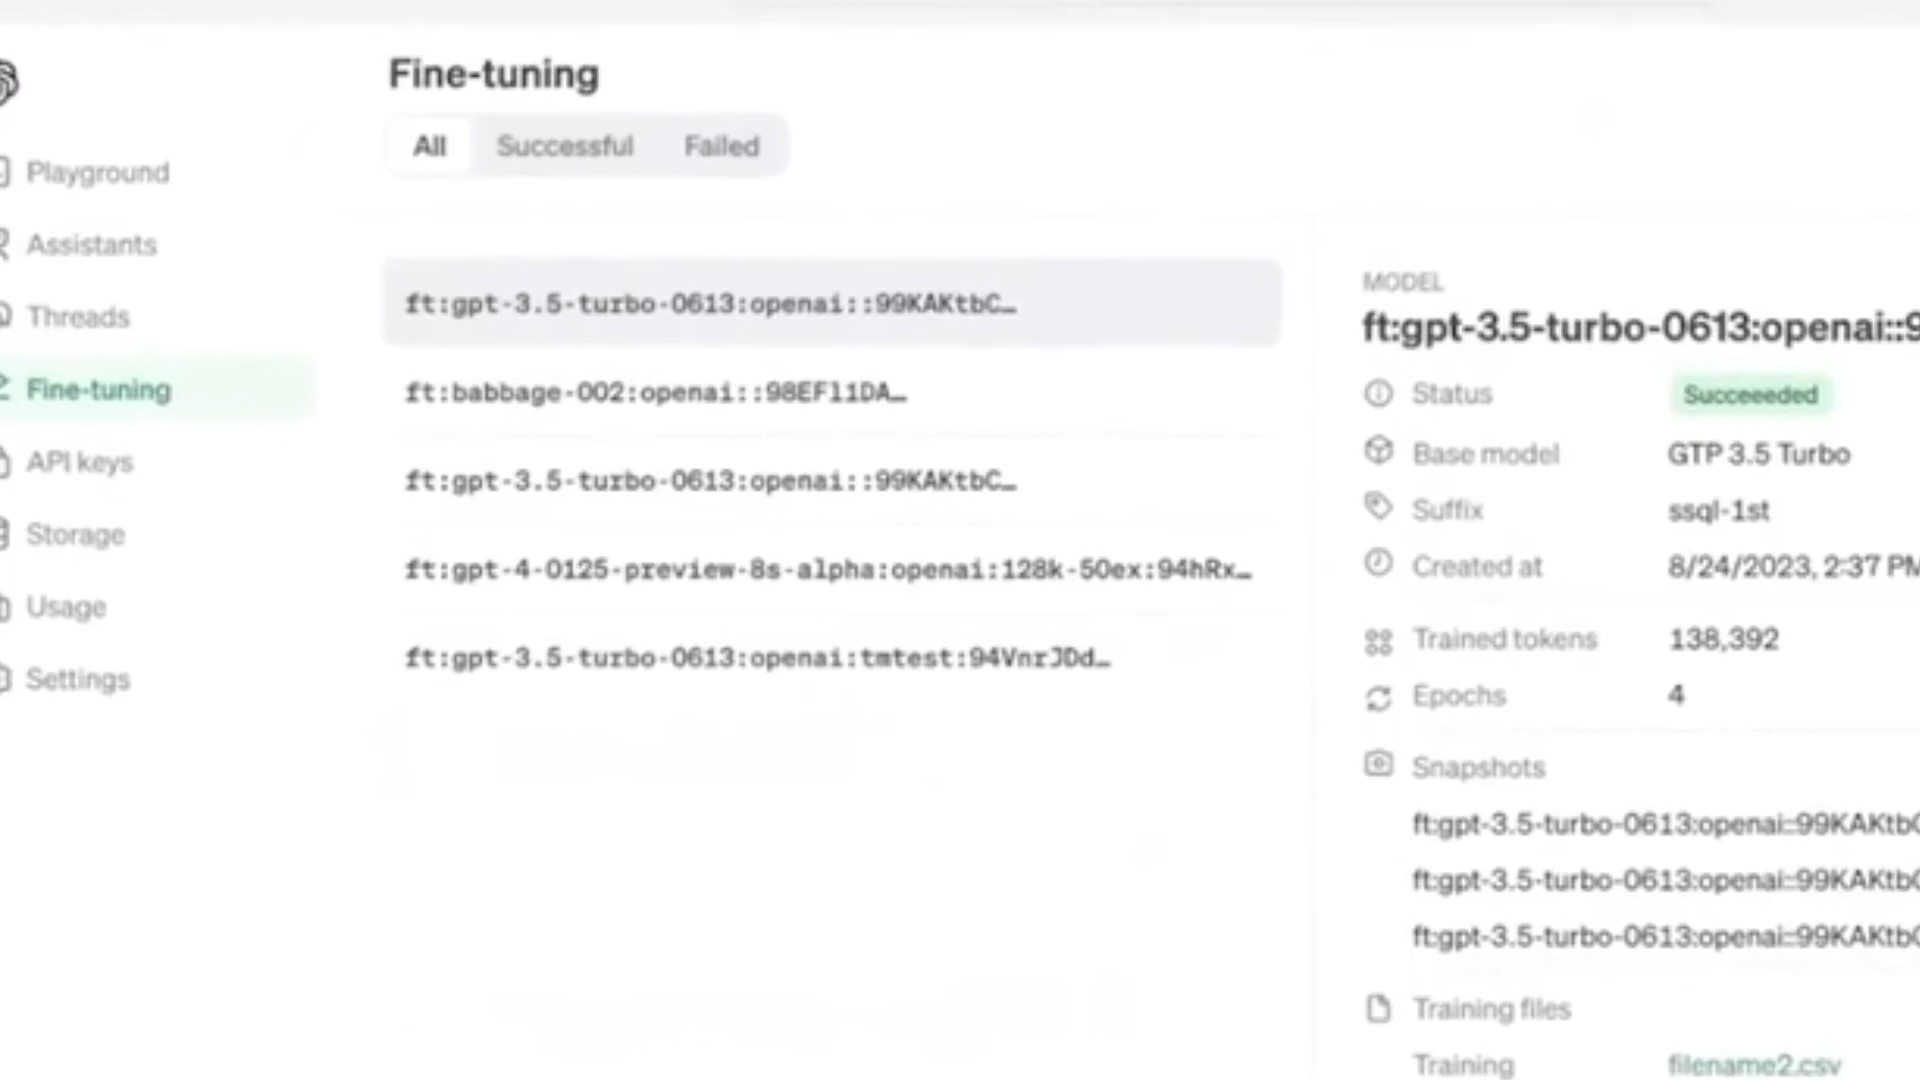 Fine-tuning
All Successful Failed
Playground
Assistants
Threads
Fine-tuning
API keys
Storage
Usage
Settings
ft:gpt-3.5-turbo-0613:openai::99KAKtbC…
ft:babbage-002:openai::98EFl1DA…
ft:gpt-3.5-turbo-0613:openai::99KAKtbC…
ft:gpt-4-0125-preview-8s-alpha:openai:128k-50ex:94hRx…
ft:gpt-3.5-turbo-0613:openai:tmtest:94VnrJDd…
MODEL
ft:gpt-3.5-turbo-0613:openai::9
Status Succeeeded
Base model GTP 3.5 Turbo
Suffix ssql-1st
Created at 8/24/2023, 2:37 PM
Trained tokens 138,392
Epochs 4
Snapshots
ft:gpt-3.5-turbo-0613:openai::99KAKtbC
ft:gpt-3.5-turbo-0613:openai::99KAKtbC
ft:gpt-3.5-turbo-0613:openai::99KAKtbC
Training files
Training filename2.csv